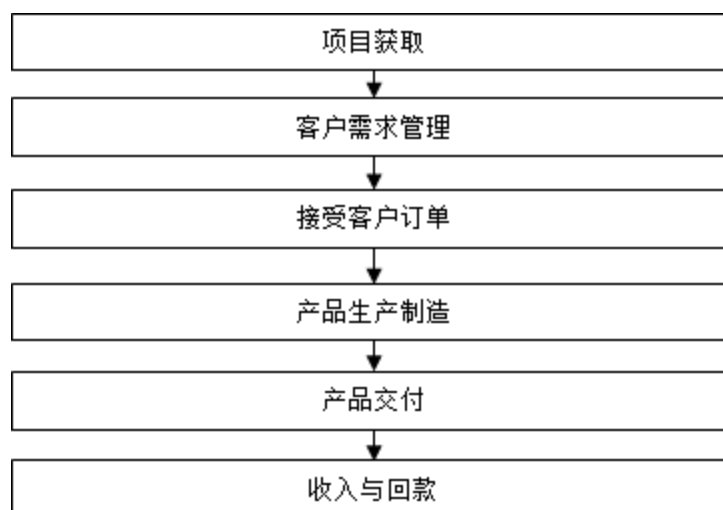 项目获取
客户需求管理
接受客户订单
产品生产制造
产品交付
收入与回款